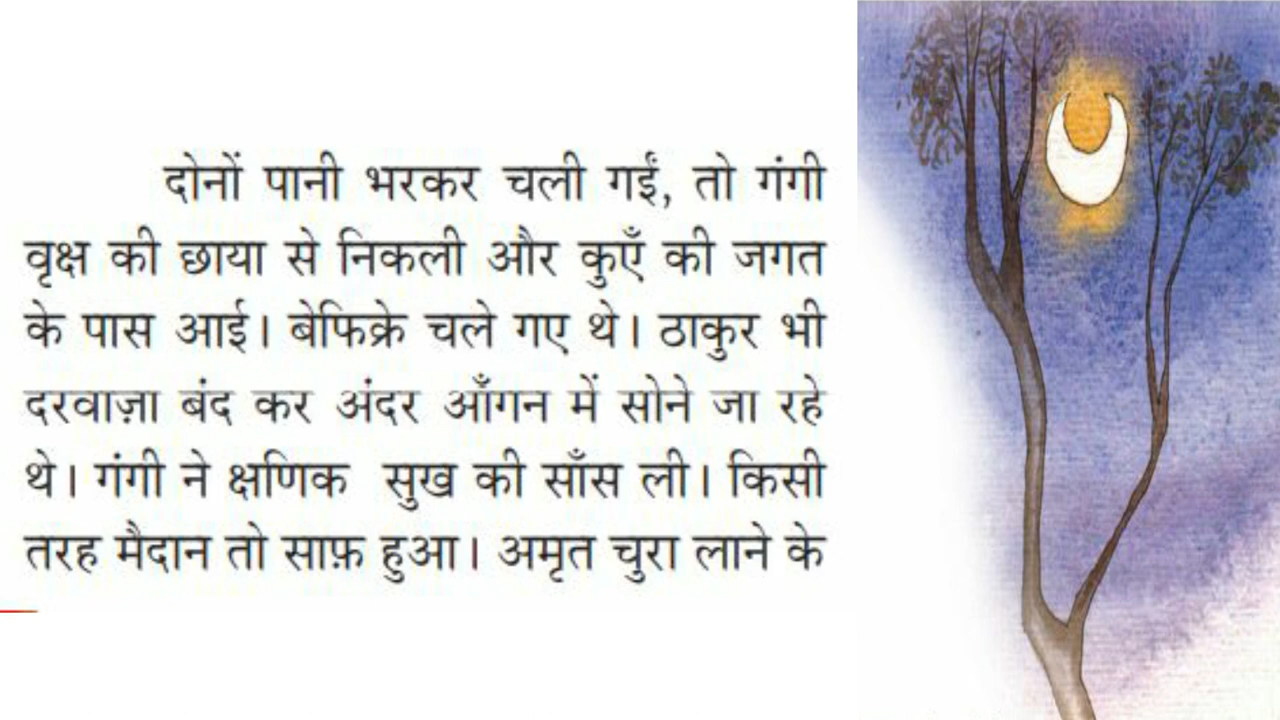 दोनों पानी भरकर चली गईं, तो गंगी
वृक्ष की छाया से निकली और कुएँ की जगत
के पास आई। बेफिक्रे चले गए थे। ठाकुर भी
दरवाज़ा बंद कर अंदर आँगन में सोने जा रहे
थे। गंगी ने क्षणिक सुख की साँस ली। किसी
तरह मैदान तो साफ़ हुआ। अमृत चुरा लाने के